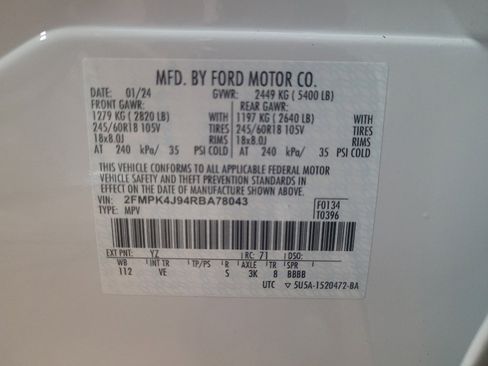 MFD. BY FORD MOTOR CO.
DATE: 01/24 GVWR: 2449 KG ( 5400 LB)
FRONT GAWR: REAR GAWR:
1279 KG ( 2820 LB) WITH 1197 KG ( 2640 LB) WITH
245/60R18 105V TIRES 245/60R18 105V TIRES
18x8.0J RIMS 18x8.0J RIMS
AT 240 kPa/ 35 PSI COLD AT 240 kPa/ 35 PSI COLD
THIS VEHICLE CONFORMS TO ALL APPLICABLE FEDERAL MOTOR
VEHICLE SAFETY AND THEFT PREVENTION STANDARDS IN
EFFECT ON THE DATE OF MANUFACTURE SHOWN ABOVE.
VIN: 2FMPK4J94RBA78043 F0134
TYPE: MPV T0396
EXT PNT: YZ RC: 71 DSO:
WB INT TR TP/PS R AXLE TR SPR
112 VE S 3K 8 BBBB
UTC 5U5A-1520472-BA